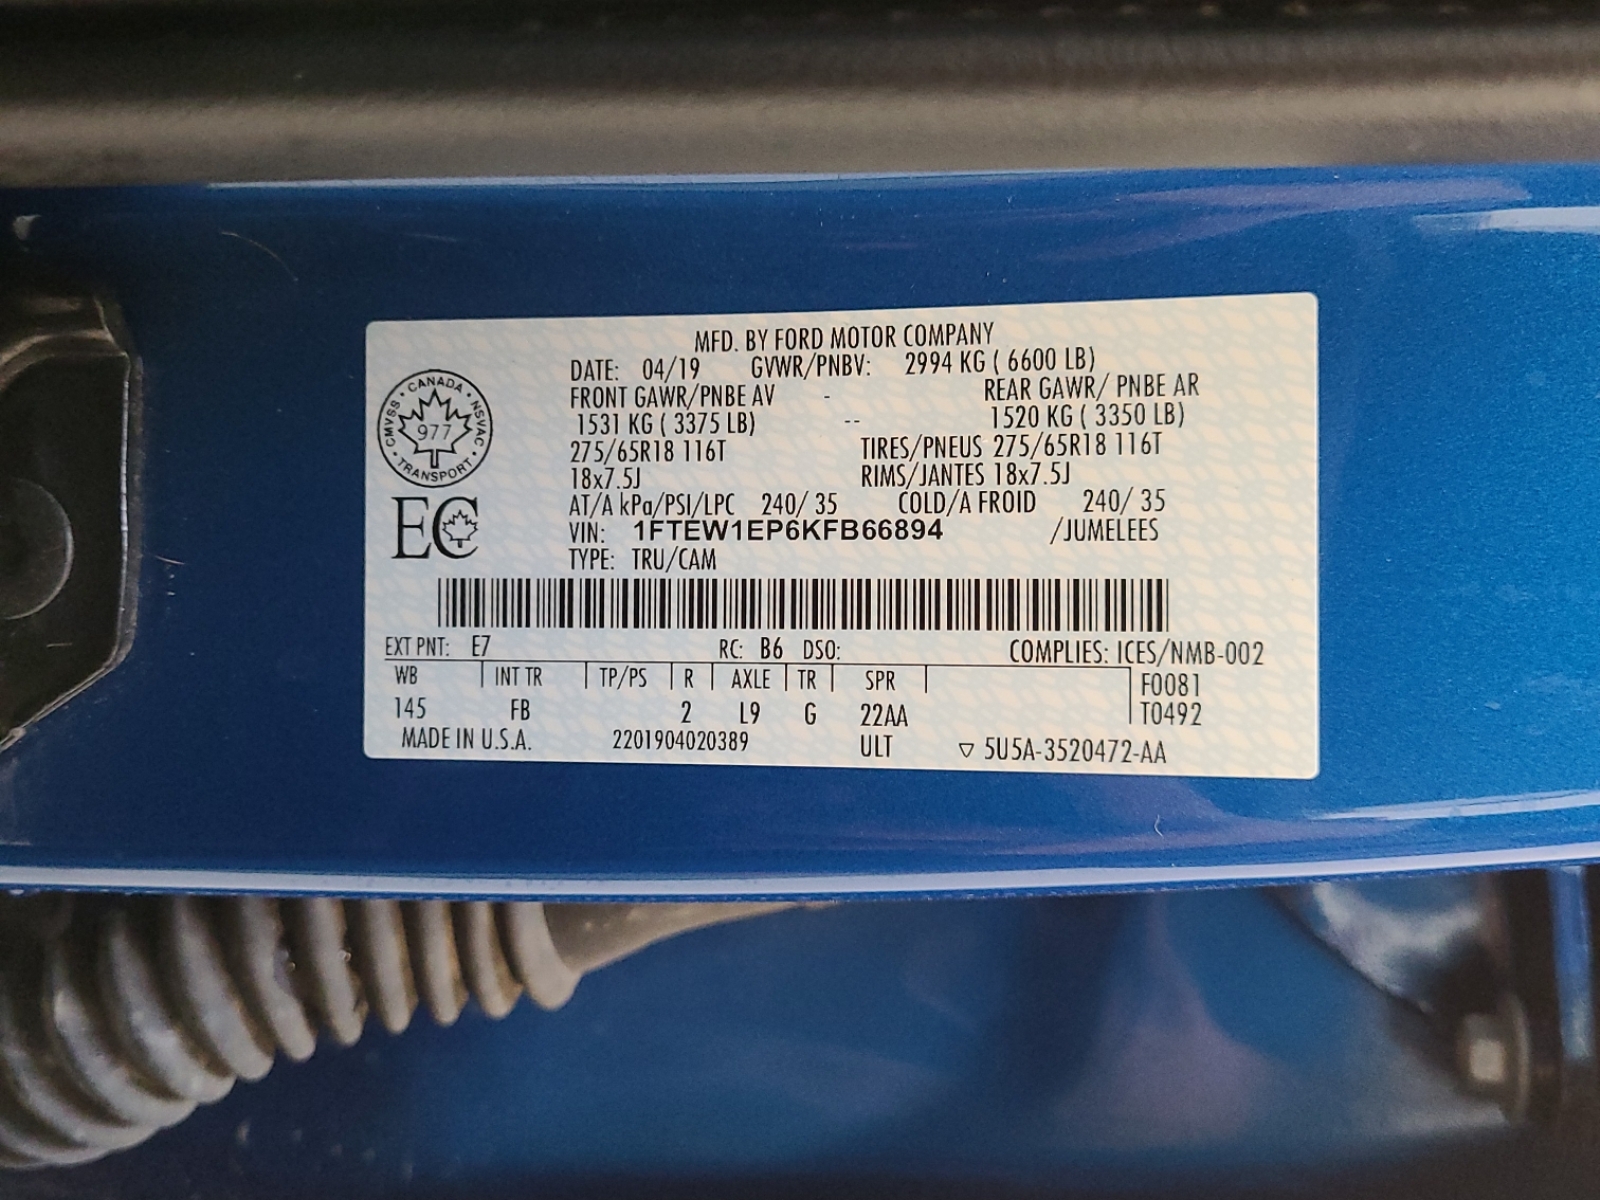 MFD. BY FORD MOTOR COMPANY
DATE: 04/19 GVWR/PNBV: 2994 KG ( 6600 LB)
FRONT GAWR/PNBE AV - REAR GAWR/ PNBE AR
1531 KG ( 3375 LB) -- 1520 KG ( 3350 LB)
275/65R18 116T TIRES/PNEUS 275/65R18 116T
18x7.5J RIMS/JANTES 18x7.5J
AT/A kPa/PSI/LPC 240/ 35 COLD/A FROID 240/ 35
VIN: 1FTEW1EP6KFB66894 /JUMELEES
TYPE: TRU/CAM
CANADA
CMVSS 977 NSVAC
TRANSPORT
EC
EXT PNT: E7 RC: B6 DSO: COMPLIES: ICES/NMB-002
WB INT TR TP/PS R AXLE TR SPR F0081
145 FB 2 L9 G 22AA T0492
MADE IN U.S.A. 2201904020389 ULT ▽ 5U5A-3520472-AA